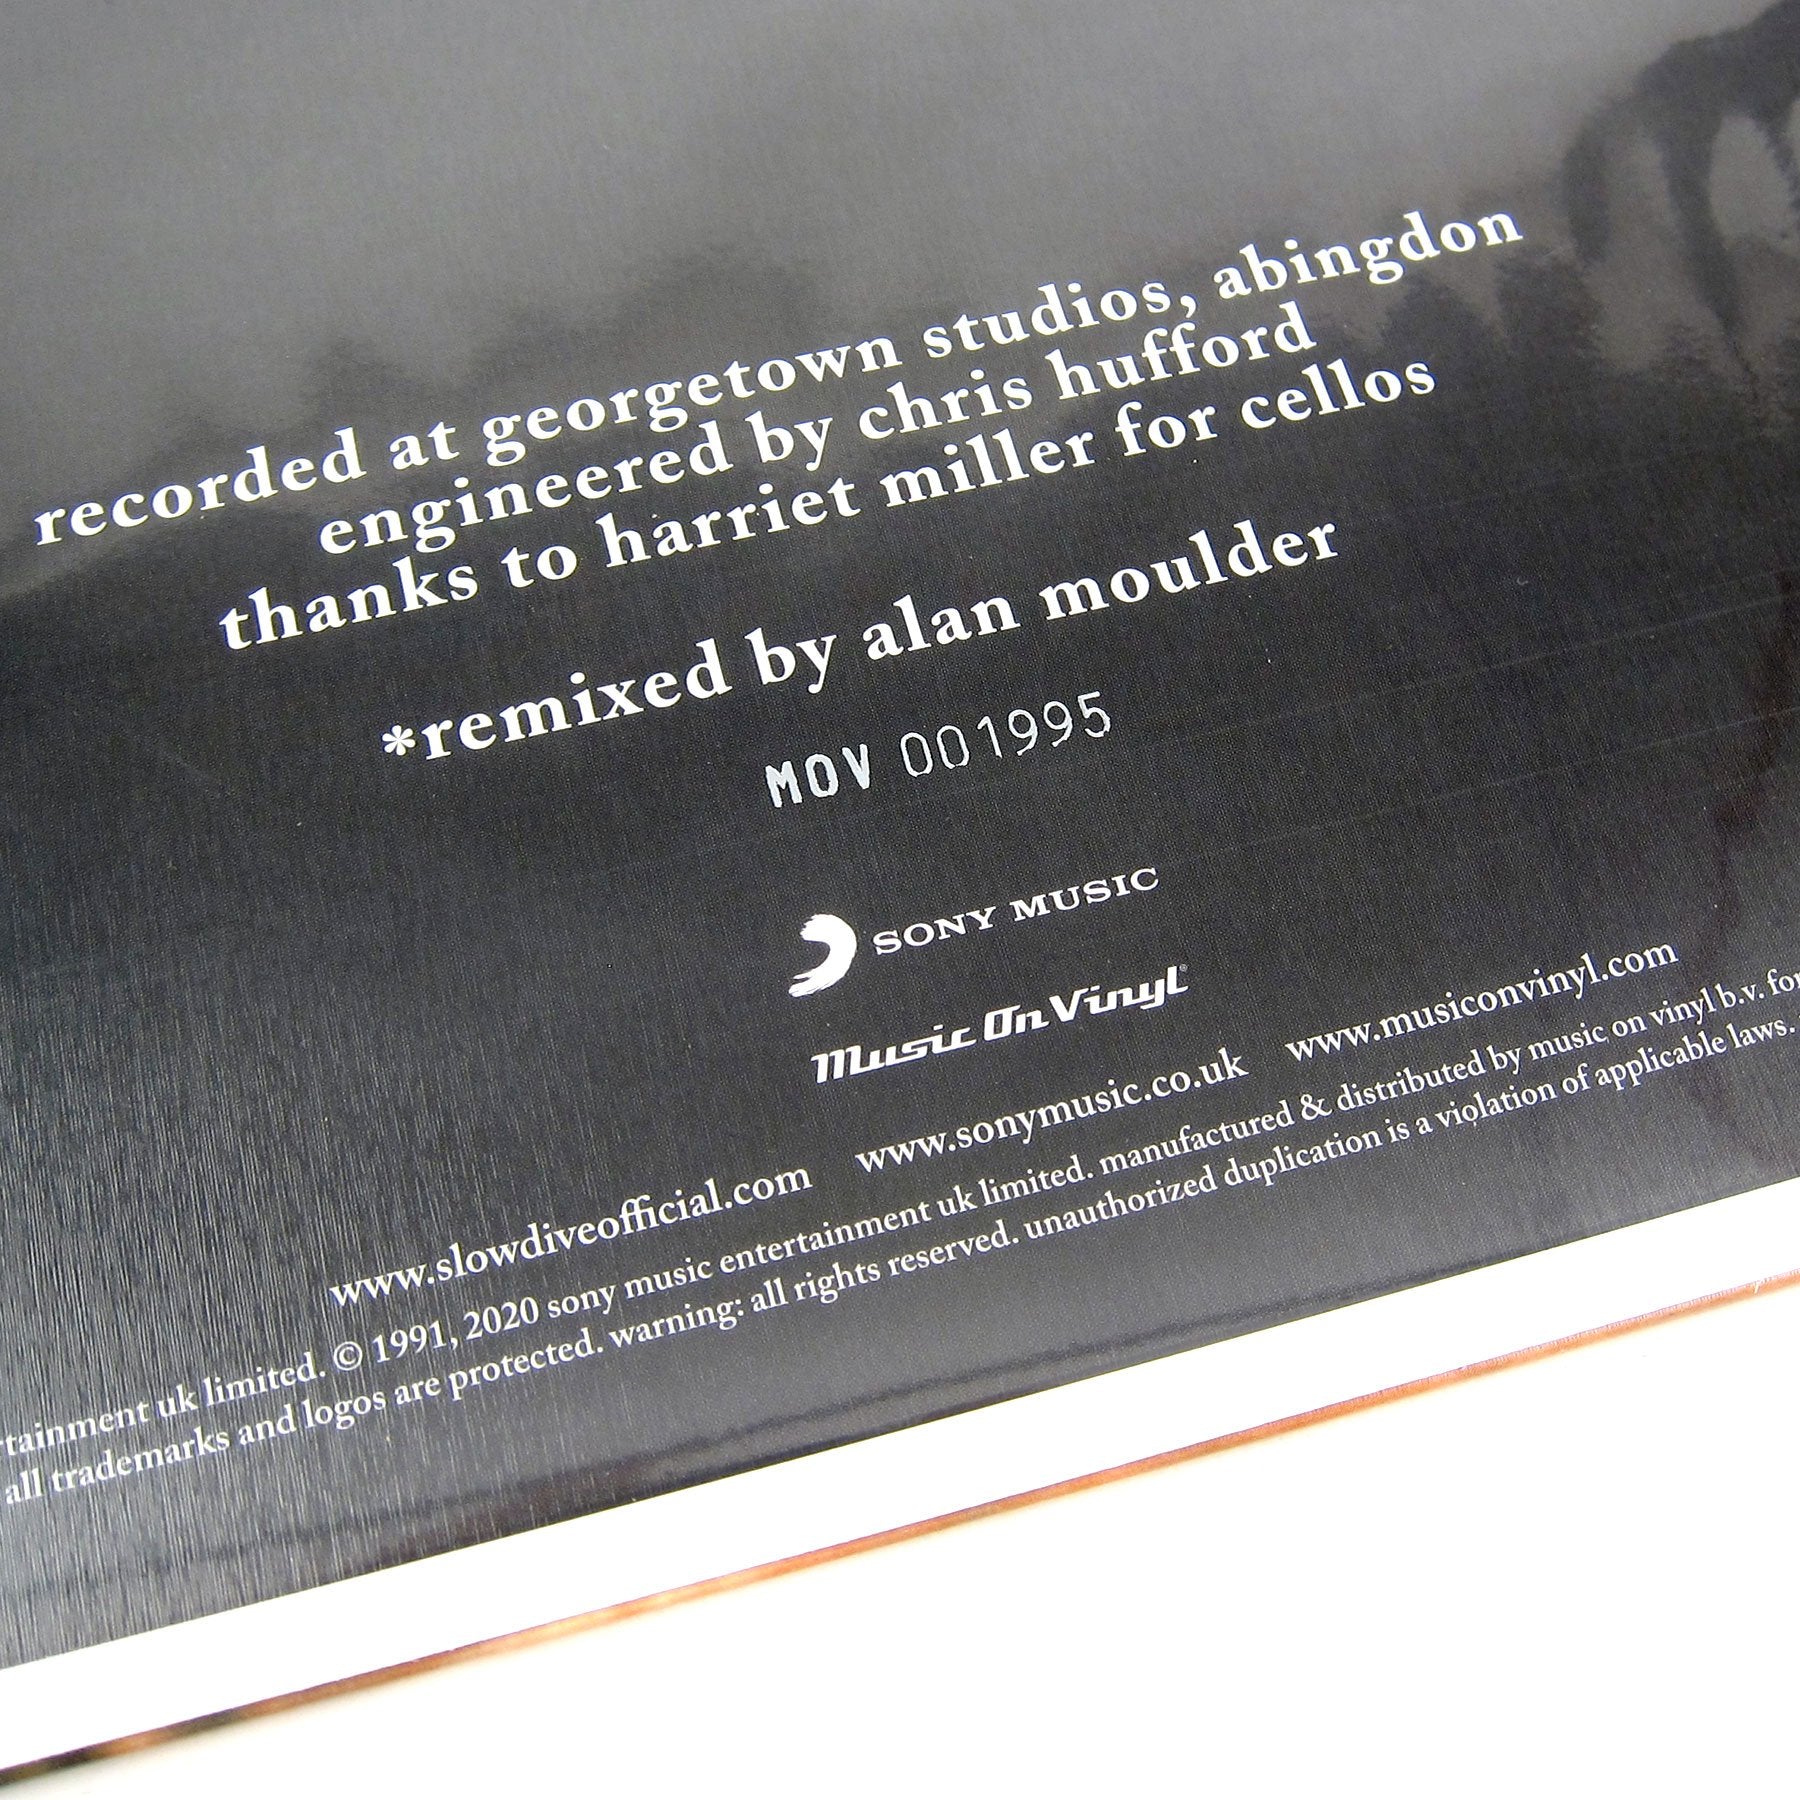 recorded at georgetown studios, abingdon
engineered by chris hufford
thanks to harriet miller for cellos
*remixed by alan moulder
MOV 001995
SONY MUSIC
Music On Vinyl®
www.slowdiveofficial.com www.sonymusic.co.uk www.musiconvinyl.com
uk limited. © 1991, 2020 sony music entertainment uk limited. manufactured & distributed by music on vinyl b.v. for
all trademarks and logos are protected. warning: all rights reserved. unauthorized duplication is a violation of applicable laws.